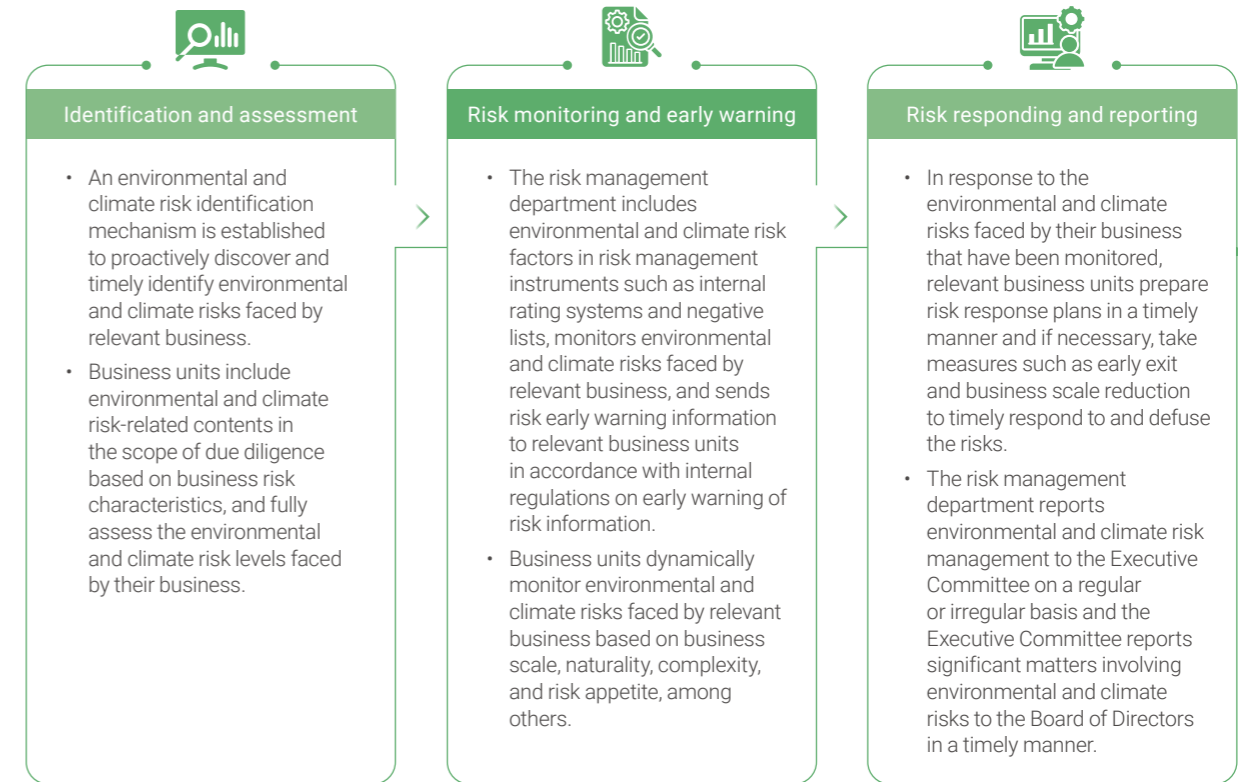 Identification and assessment
• An environmental and
climate risk identification
mechanism is established
to proactively discover and
timely identify environmental
and climate risks faced by
relevant business.
• Business units include
environmental and climate
risk-related contents in
the scope of due diligence
based on business risk
characteristics, and fully
assess the environmental
and climate risk levels faced
by their business.
Risk monitoring and early warning
• The risk management
department includes
environmental and climate risk
factors in risk management
instruments such as internal
rating systems and negative
lists, monitors environmental
and climate risks faced by
relevant business, and sends
risk early warning information
to relevant business units
in accordance with internal
regulations on early warning of
risk information.
• Business units dynamically
monitor environmental and
climate risks faced by relevant
business based on business
scale, naturality, complexity,
and risk appetite, among
others.
Risk responding and reporting
• In response to the
environmental and climate
risks faced by their business
that have been monitored,
relevant business units prepare
risk response plans in a timely
manner and if necessary, take
measures such as early exit
and business scale reduction
to timely respond to and defuse
the risks.
• The risk management
department reports
environmental and climate risk
management to the Executive
Committee on a regular
or irregular basis and the
Executive Committee reports
significant matters involving
environmental and climate
risks to the Board of Directors
in a timely manner.